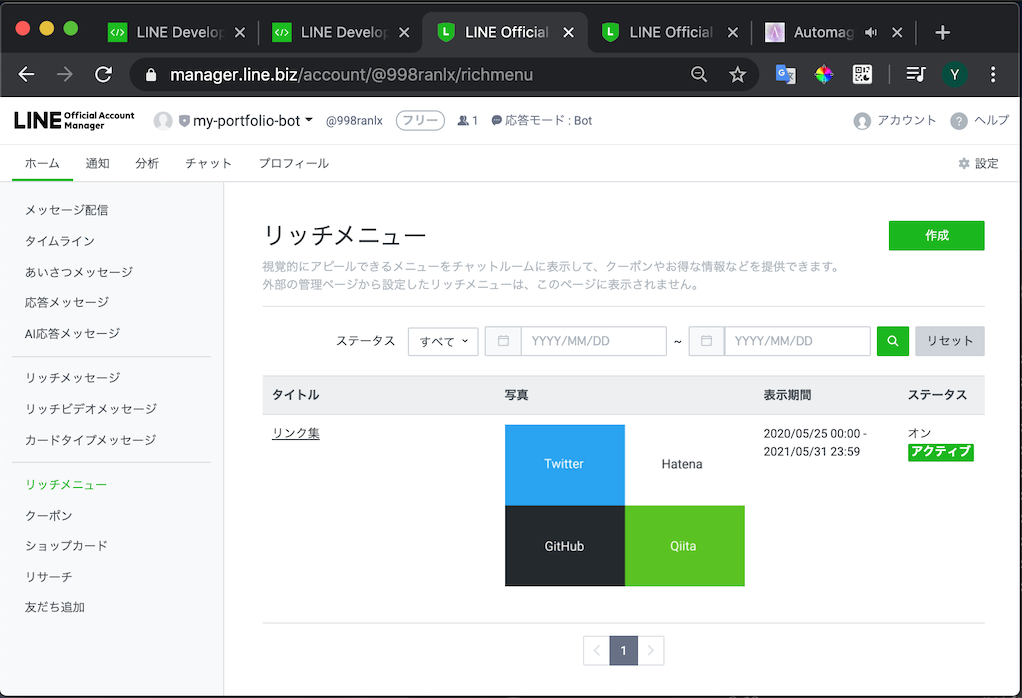 LINE Develop
LINE Develop
LINE Official
LINE Official
Automag
manager.line.biz/account/@998ranlx/richmenu
Y
LINE Official Account Manager
my-portfolio-bot
@998ranlx
フリー
1
応答モード : Bot
アカウント
? ヘルプ
ホーム
通知
分析
チャット
プロフィール
設定
メッセージ配信
タイムライン
あいさつメッセージ
応答メッセージ
AI応答メッセージ
リッチメッセージ
リッチビデオメッセージ
カードタイプメッセージ
リッチメニュー
クーポン
ショップカード
リサーチ
友だち追加
リッチメニュー
作成
視覚的にアピールできるメニューをチャットルームに表示して、クーポンやお得な情報などを提供できます。
外部の管理ページから設定したリッチメニューは、このページに表示されません。
ステータス
すべて
YYYY/MM/DD
~
YYYY/MM/DD
リセット
タイトル
写真
表示期間
ステータス
リンク集
Twitter
Hatena
GitHub
Qiita
2020/05/25 00:00 -
2021/05/31 23:59
オン
アクティブ
1